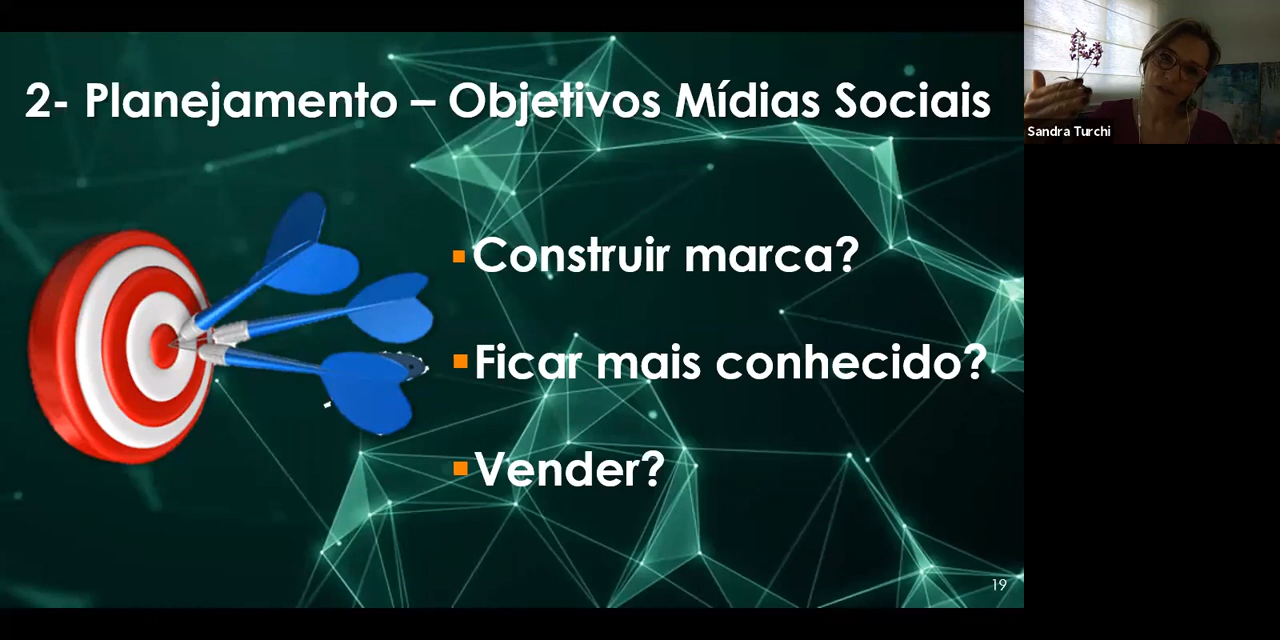 2- Planejamento – Objetivos Mídias Sociais
Sandra Turchi
▪Construir marca?
▪Ficar mais conhecido?
▪Vender?
19